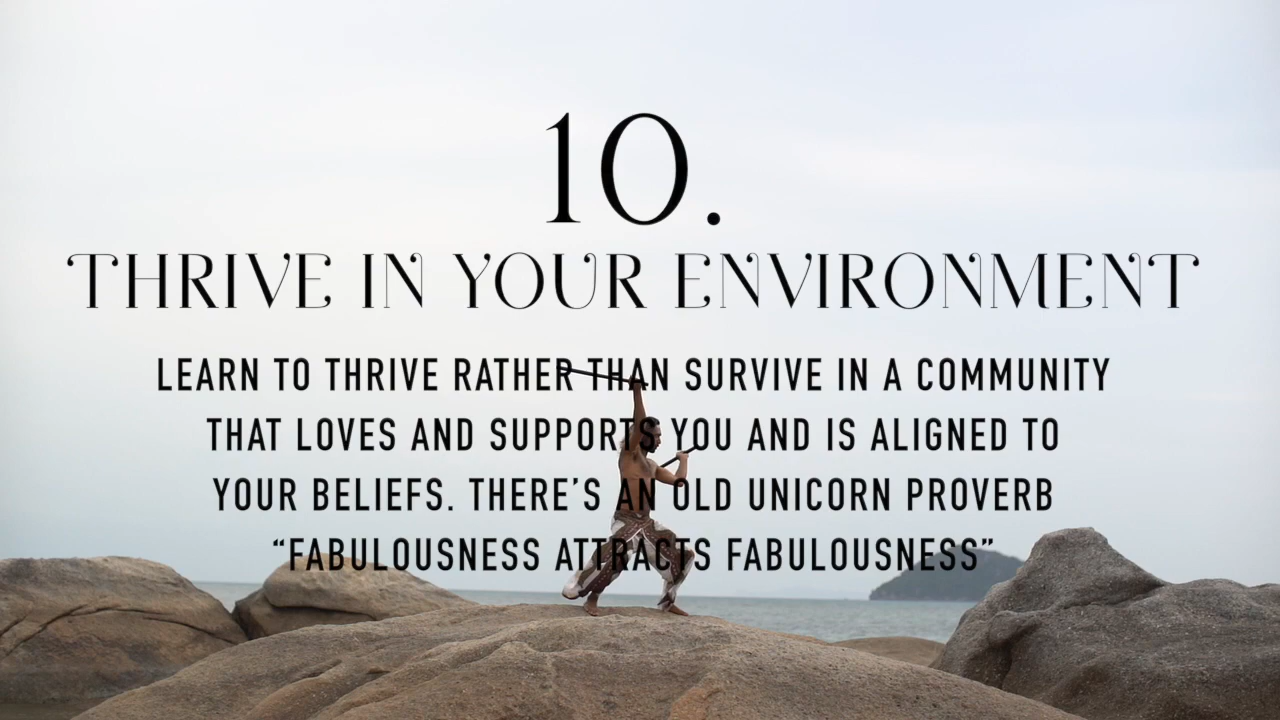 10.
THRIVE IN YOUR ENVIRONMENT
LEARN TO THRIVE RATHER THAN SURVIVE IN A COMMUNITY
THAT LOVES AND SUPPORTS YOU AND IS ALIGNED TO
YOUR BELIEFS. THERE’S AN OLD UNICORN PROVERB
“FABULOUSNESS ATTRACTS FABULOUSNESS”